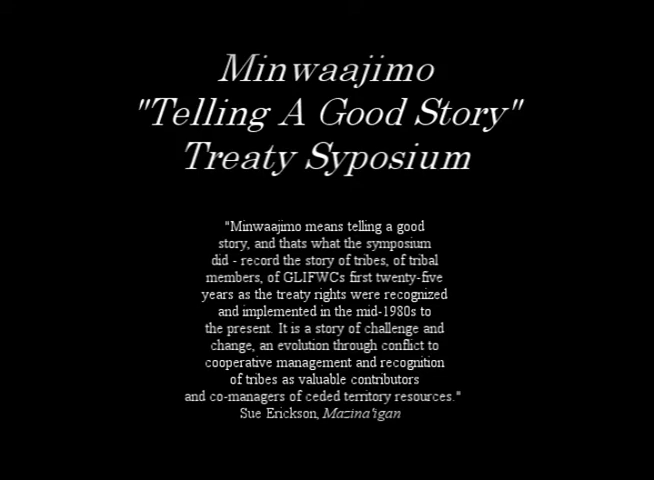 Minwaajimo
"Telling A Good Story"
Treaty Syposium
"Minwaajimo means telling a good
story, and thats what the symposium
did - record the story of tribes, of tribal
members, of GLIFWCs first twenty-five
years as the treaty rights were recognized
and implemented in the mid-1980s to
the present. It is a story of challenge and
change, an evolution through conflict to
cooperative management and recognition
of tribes as valuable contributors
and co-managers of ceded territory resources."
Sue Erickson, Mazina'igan